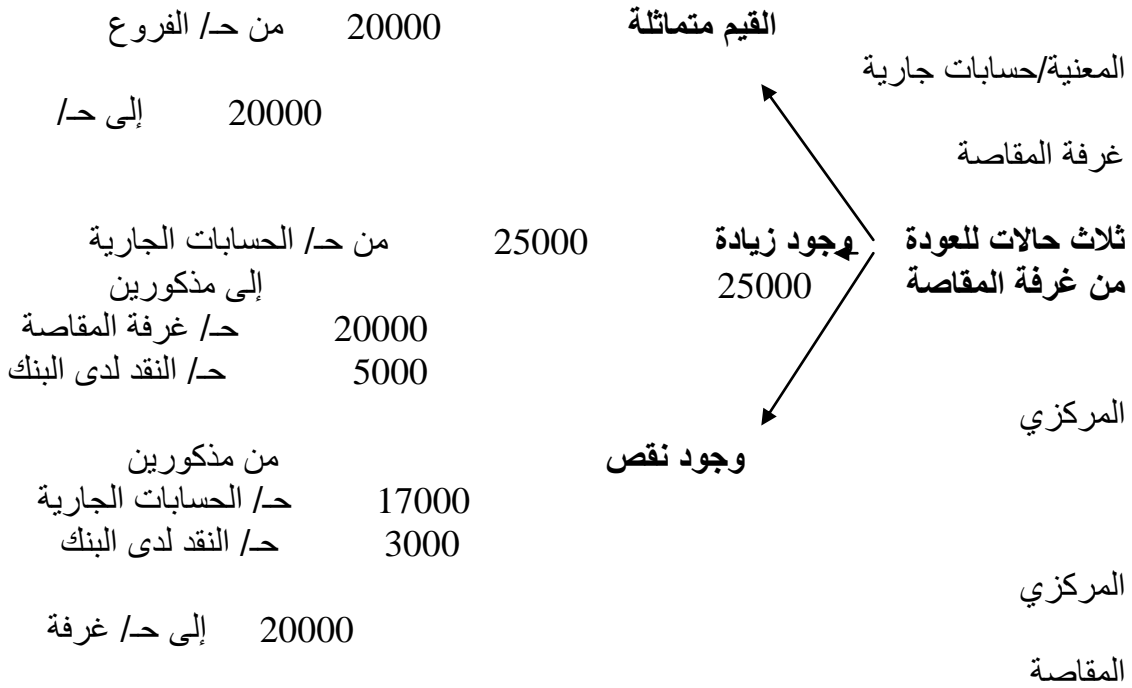 القيم متماثلة 20000 من حـ/ الفروع
المعنية/حسابات جارية
20000 إلى حـ/
غرفة المقاصة
ثلاث حالات للعودة وجود زيادة 25000 من حـ/ الحسابات الجارية
من غرفة المقاصة 25000 إلى مذكورين
20000 حـ/ غرفة المقاصة
5000 حـ/ النقد لدى البنك
المركزي
وجود نقص من مذكورين
17000 حـ/ الحسابات الجارية
3000 حـ/ النقد لدى البنك
المركزي
20000 إلى حـ/ غرفة
المقاصة